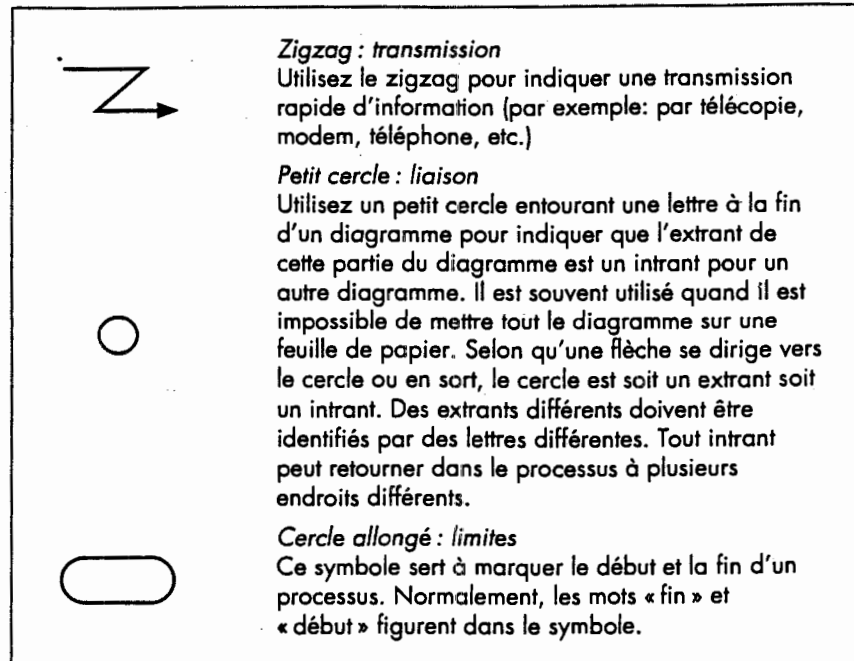 Zigzag : transmission
Utilisez le zigzag pour indiquer une transmission
rapide d'information (par exemple: par télécopie,
modem, téléphone, etc.)
Petit cercle : liaison
Utilisez un petit cercle entourant une lettre à la fin
d'un diagramme pour indiquer que l'extrant de
cette partie du diagramme est un intrant pour un
autre diagramme. Il est souvent utilisé quand il est
impossible de mettre tout le diagramme sur une
feuille de papier. Selon qu'une flèche se dirige vers
le cercle ou en sort, le cercle est soit un extrant soit
un intrant. Des extrants différents doivent être
identifiés par des lettres différentes. Tout intrant
peut retourner dans le processus à plusieurs
endroits différents.
Cercle allongé : limites
Ce symbole sert à marquer le début et la fin d'un
processus. Normalement, les mots « fin » et
« début » figurent dans le symbole.